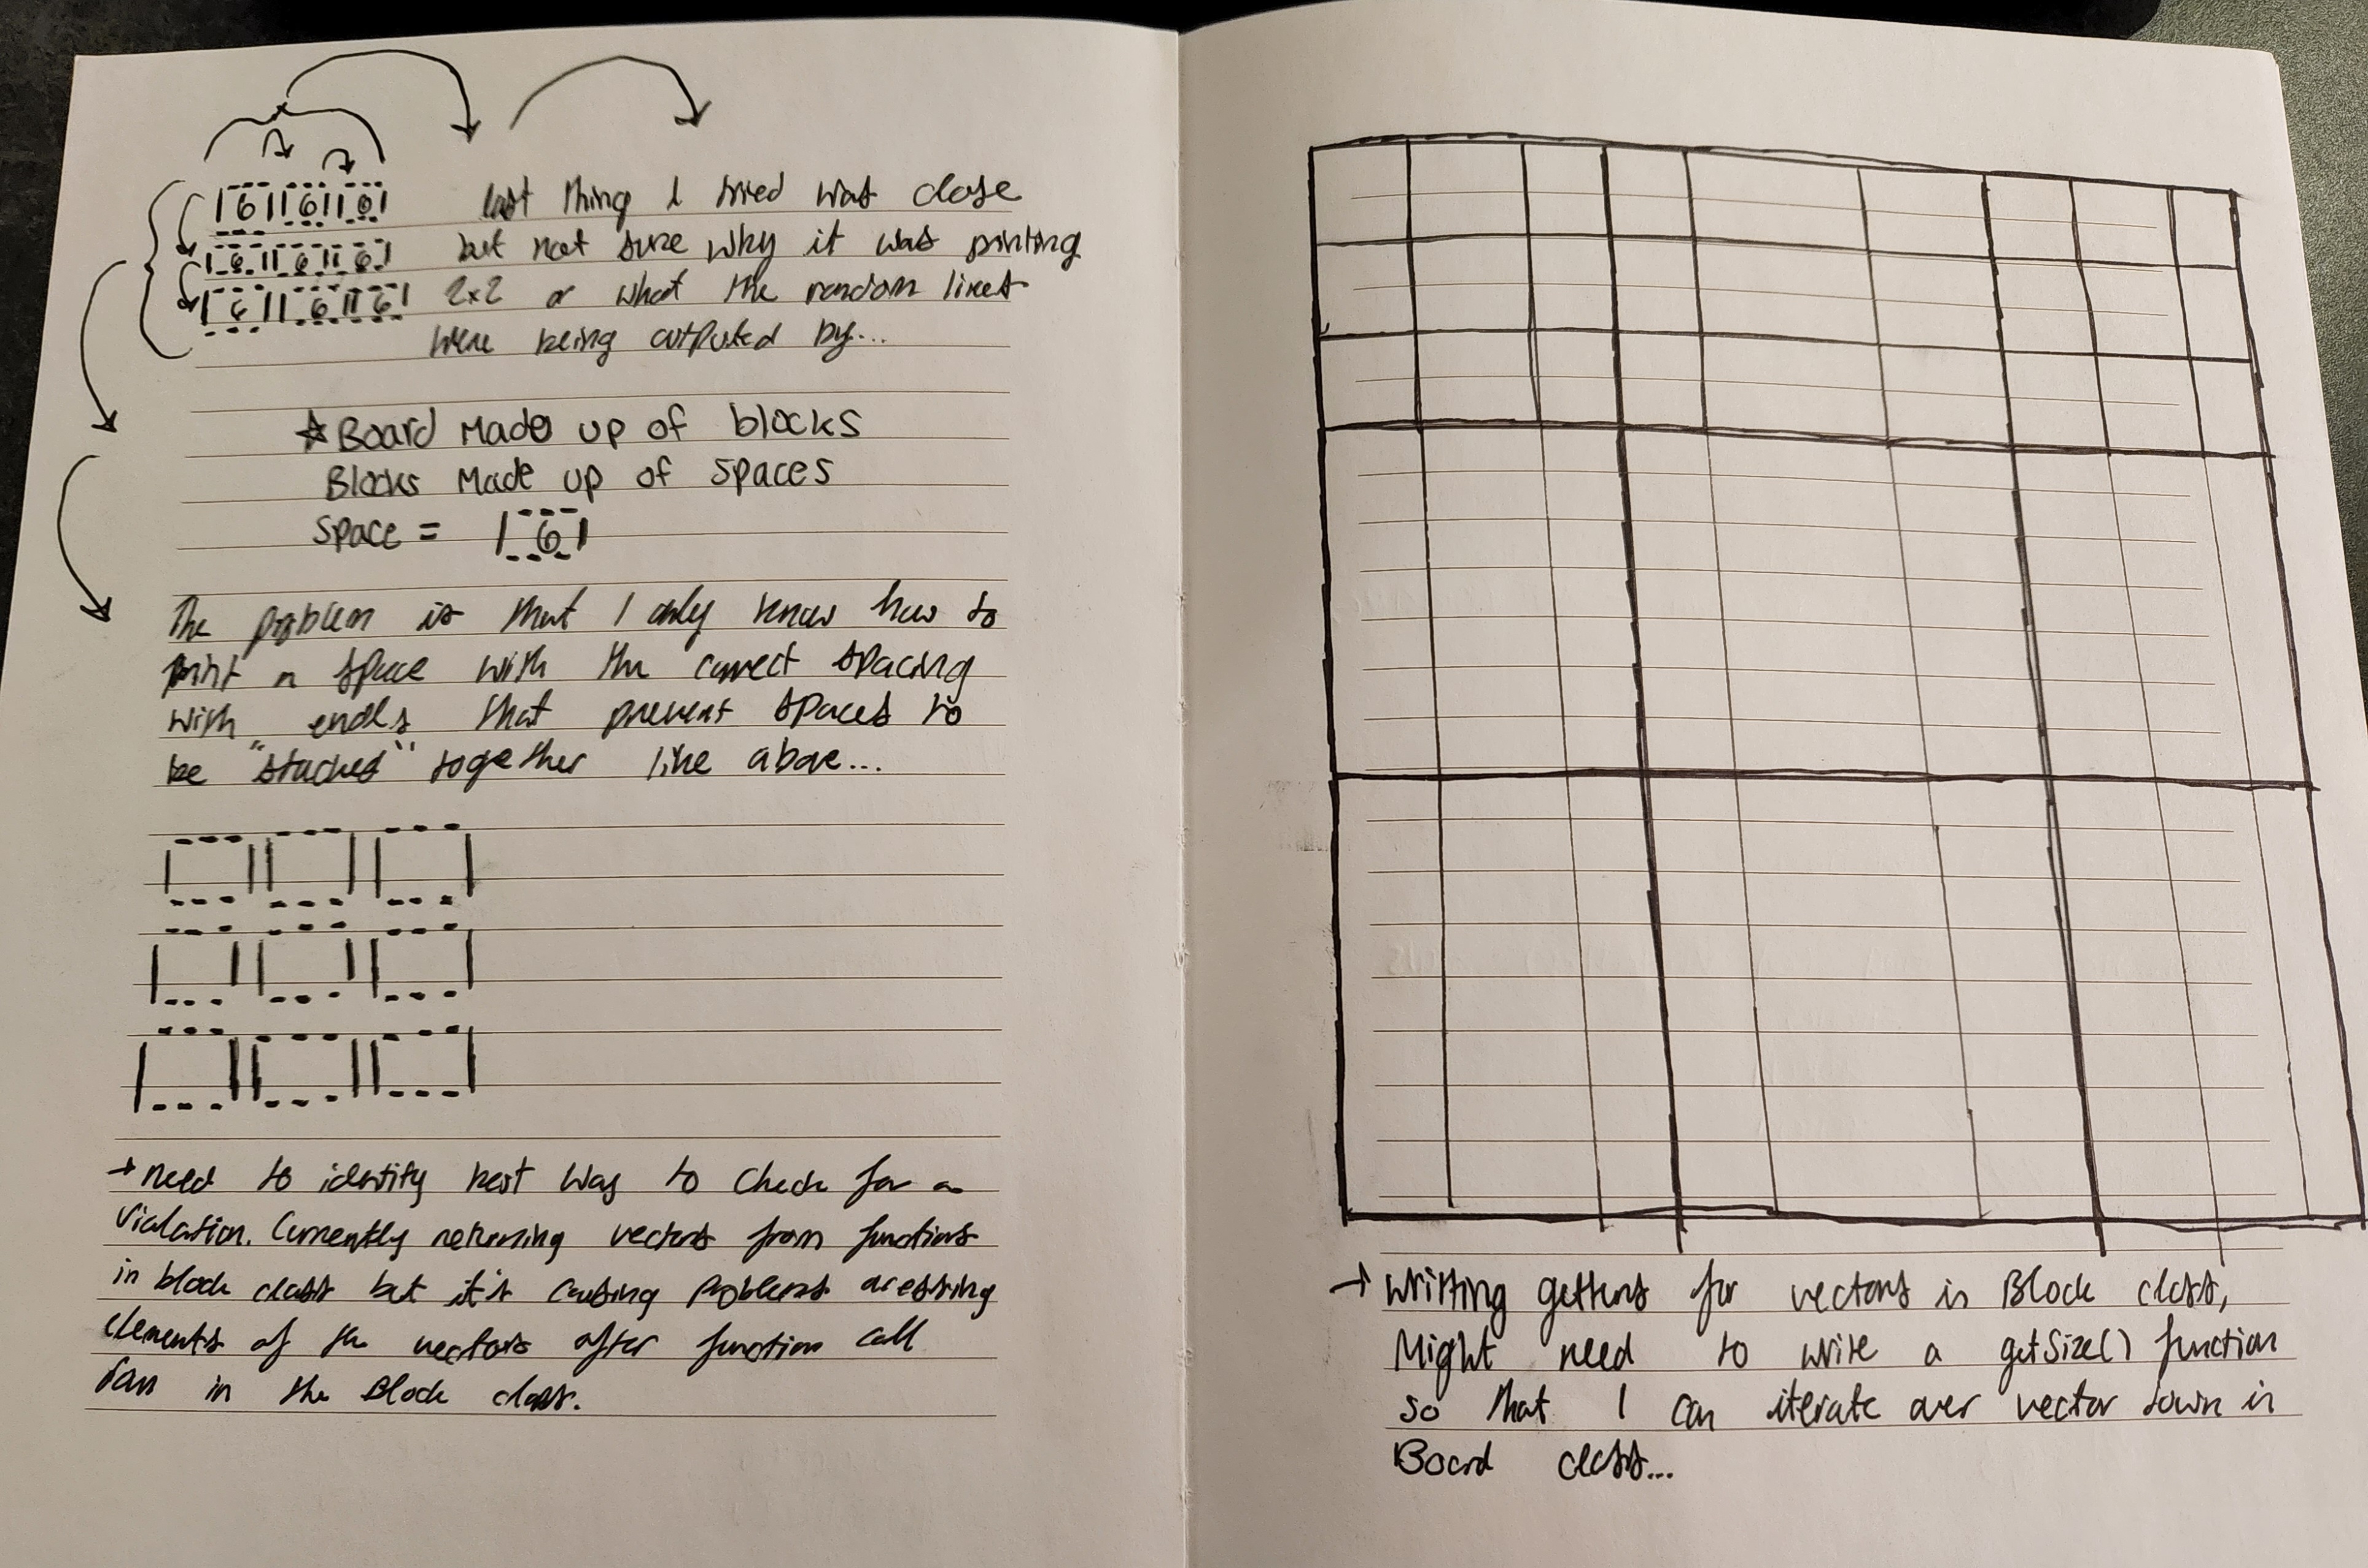 |6||6||6| last thing I tried was close
|6||6||6| but not sure why it was printing
|6||6||6| 2x2 or what the random lines
were being outputed by...
☆Board Made up of blocks
Blocks Made up of spaces
Space = |6|
The problem is that I only know how to
print a space with the correct spacing
with endls that prevent spaces to
be "stacked" together like above...
→ need to identify best way to check for a
violation. Currently returning vectors from functions
in block class but it's causing problems acessing
elements of the vectors after function call
ran in the Block class.
→ Writting getters for vectors in Block class,
Might need to write a getSize() function
so that I can iterate over vector down in
Board class...